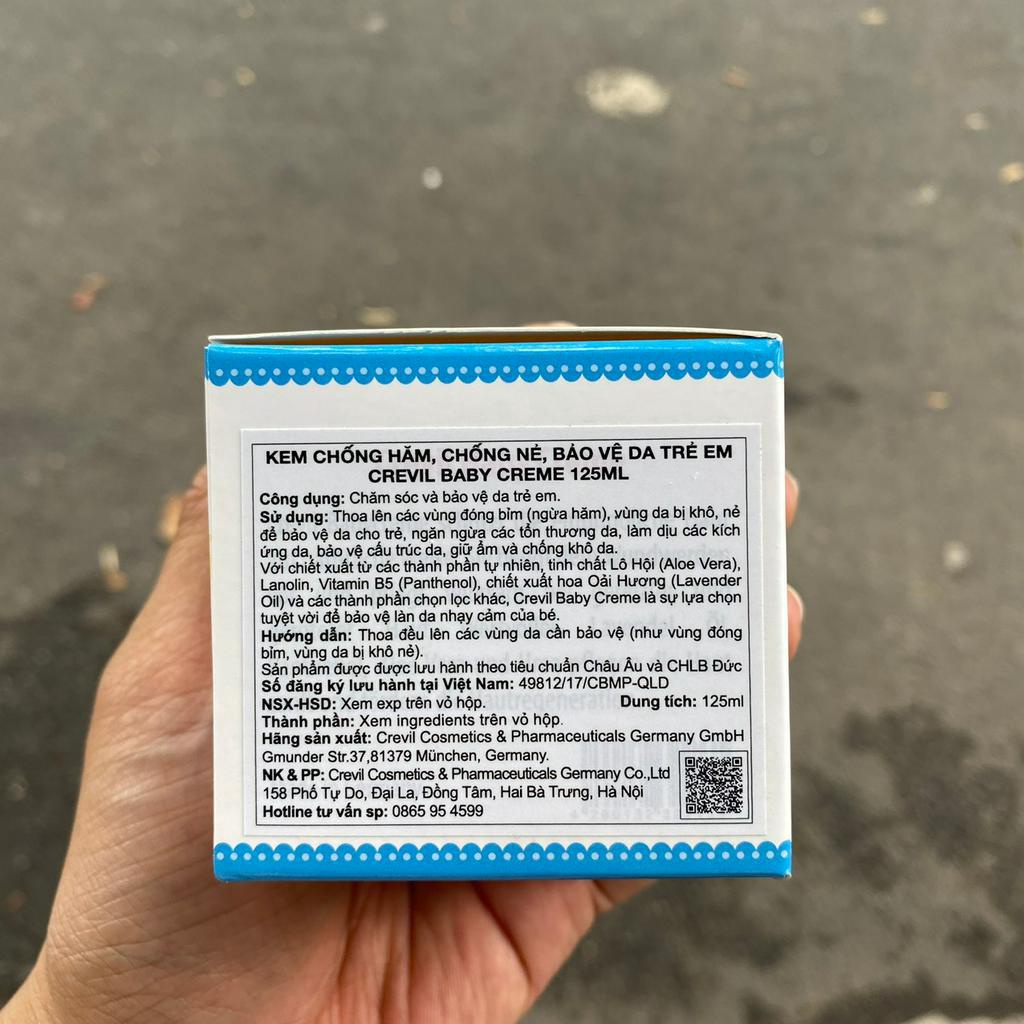 KEM CHỐNG HĂM, CHỐNG NẺ, BẢO VỆ DA TRẺ EM
CREVIL BABY CREME 125ML
Công dụng: Chăm sóc và bảo vệ da trẻ em.
Sử dụng: Thoa lên các vùng đóng bỉm (ngừa hăm), vùng da bị khô, nẻ
để bảo vệ da cho trẻ, ngăn ngừa các tổn thương da, làm dịu các kích
ứng da, bảo vệ cấu trúc da, giữ ẩm và chống khô da.
Với chiết xuất từ các thành phần tự nhiên, tinh chất Lô Hội (Aloe Vera),
Lanolin, Vitamin B5 (Panthenol), chiết xuất hoa Oải Hương (Lavender
Oil) và các thành phần chọn lọc khác, Crevil Baby Creme là sự lựa chọn
tuyệt vời để bảo vệ làn da nhạy cảm của bé.
Hướng dẫn: Thoa đều lên các vùng da cần bảo vệ (như vùng đóng
bỉm, vùng da bị khô nẻ).
Sản phẩm được được lưu hành theo tiêu chuẩn Châu Âu và CHLB Đức
Số đăng ký lưu hành tại Việt Nam: 49812/17/CBMP-QLD
NSX-HSD: Xem exp trên vỏ hộp. Dung tích: 125ml
Thành phần: Xem ingredients trên vỏ hộp.
Hãng sản xuất: Crevil Cosmetics & Pharmaceuticals Germany GmbH
Gmunder Str.37,81379 München, Germany.
NK & PP: Crevil Cosmetics & Pharmaceuticals Germany Co.,Ltd
158 Phố Tự Do, Đại La, Đồng Tâm, Hai Bà Trưng, Hà Nội
Hotline tư vấn sp: 0865 95 4599